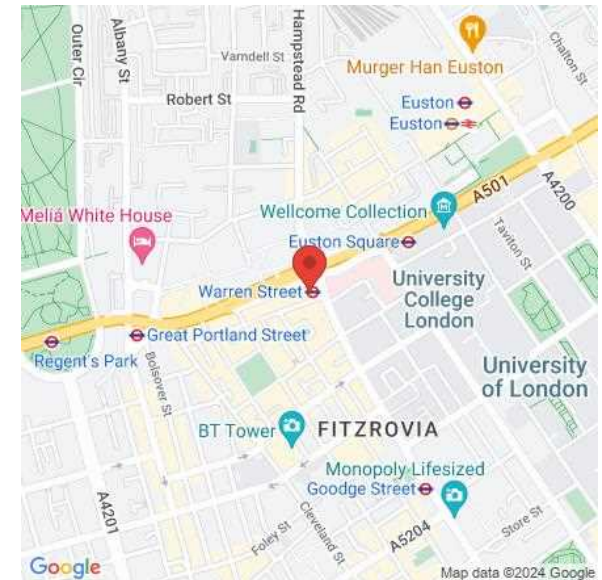 Outer Cir
Albany St
Varndell St
Hampstead Rd
Robert St
Murger Han Euston
Chalton St
Euston
Euston
A501
A4200
Meliá White House
Wellcome Collection
Euston Square
Taviton St
Warren Street
University
College
London
Great Portland Street
Regent's Park
Bolsover St
University
of London
BT Tower
FITZROVIA
Monopoly Lifesized
Goodge Street
A4201
Cleveland St
Foley St
A5204
Store St
Google
Map data ©2024 Google